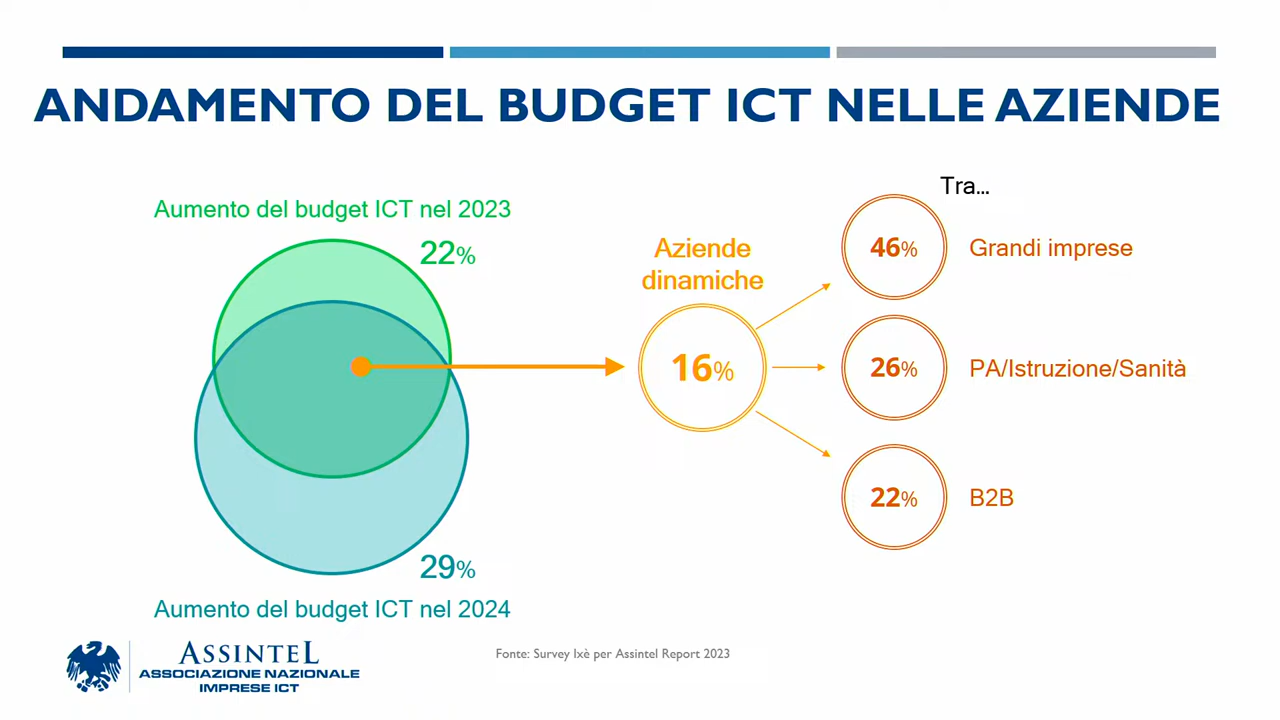 ANDAMENTO DEL BUDGET ICT NELLE AZIENDE
Aumento del budget ICT nel 2023
22%
29%
Aumento del budget ICT nel 2024
Aziende
dinamiche
16%
Tra...
46%
Grandi imprese
26%
PA/Istruzione/Sanità
22%
B2B
ASSINTEL
ASSOCIAZIONE NAZIONALE
IMPRESE ICT
Fonte: Survey Ixè per Assintel Report 2023